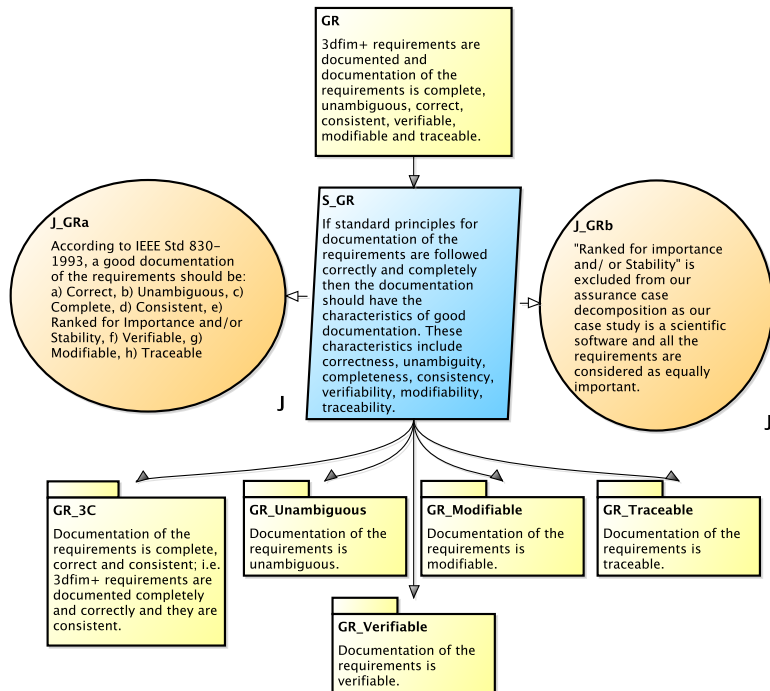 GR
3dfim+ requirements are
documented and
documentation of the
requirements is complete,
unambiguous, correct,
consistent, verifiable,
modifiable and traceable.
J_GRa
According to IEEE Std 830-
1993, a good documentation
of the requirements should be:
a) Correct, b) Unambiguous, c)
Complete, d) Consistent, e)
Ranked for Importance and/or
Stability, f) Verifiable, g)
Modifiable, h) Traceable
J
S_GR
If standard principles for
documentation of the
requirements are followed
correctly and completely
then the documentation
should have the
characteristics of good
documentation. These
characteristics include
correctness, unambiguity,
completeness, consistency,
verifiability, modifiability,
traceability.
J_GRb
"Ranked for importance
and/ or Stability" is
excluded from our
assurance case
decomposition as our
case study is a scientific
software and all the
requirements are
considered as equally
important.
J
GR_3C
Documentation of the
requirements is complete,
correct and consistent; i.e.
3dfim+ requirements are
documented completely
and correctly and they are
consistent.
GR_Unambiguous
Documentation of the
requirements is
unambiguous.
GR_Modifiable
Documentation of the
requirements is
modifiable.
GR_Traceable
Documentation of the
requirements is
traceable.
GR_Verifiable
Documentation of the
requirements is
verifiable.